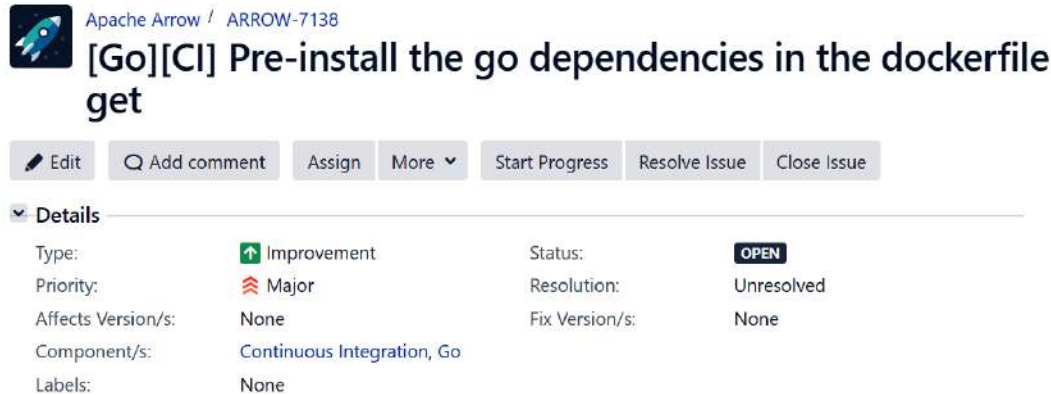 Apache Arrow / ARROW-7138
[Go][CI] Pre-install the go dependencies in the dockerfile
get
Edit Add comment Assign More Start Progress Resolve Issue Close Issue
Details
Type: Improvement Status: OPEN
Priority: Major Resolution: Unresolved
Affects Version/s: None Fix Version/s: None
Component/s: Continuous Integration, Go
Labels: None